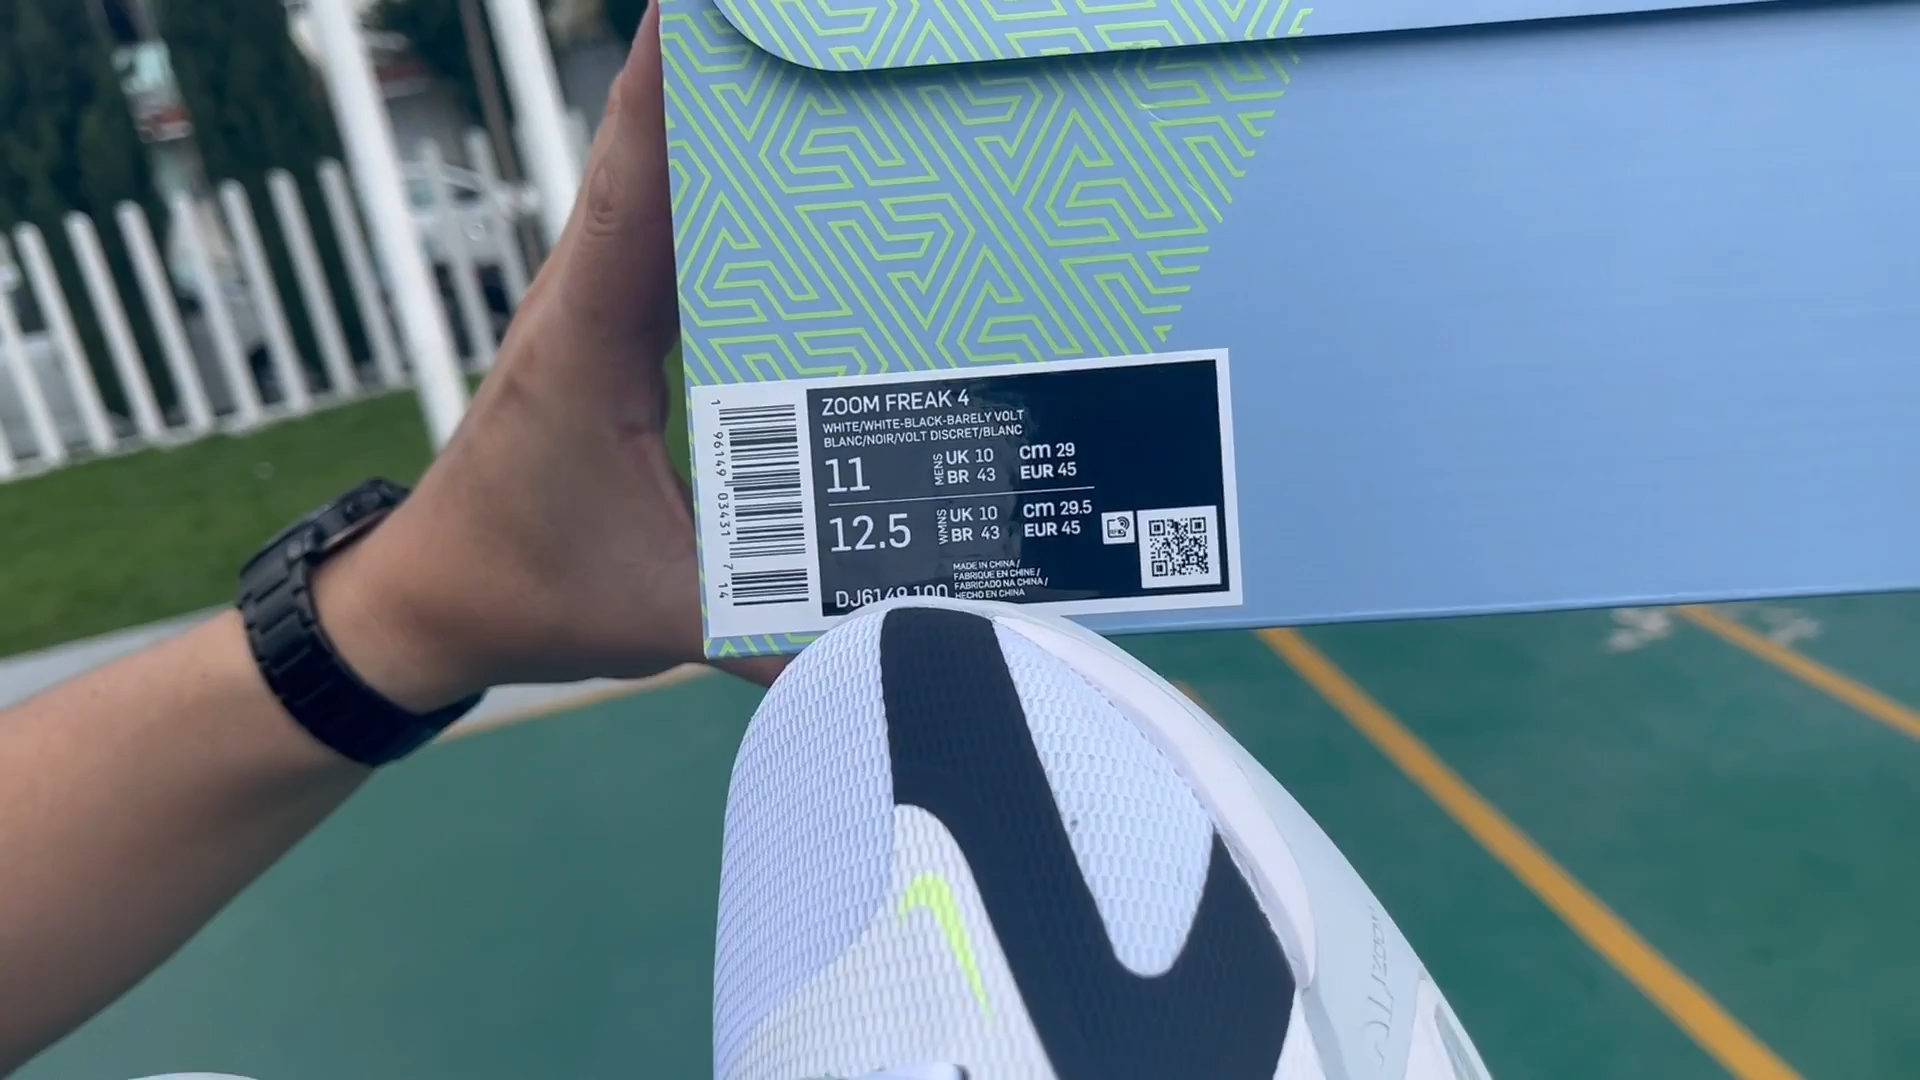 ZOOM FREAK 4
WHITE/WHITE-BLACK-BARELY VOLT
BLANC/NOIR/VOLT DISCRET/BLANC
11
MENS
UK 10
BR 43
cm 29
EUR 45
12.5
WMNS
UK 10
BR 43
cm 29.5
EUR 45
MADE IN CHINA /
FABRIQUE EN CHINE /
FABRICADO NA CHINA /
HECHO EN CHINA
DJ6149 100
1 96149 03431 7 14